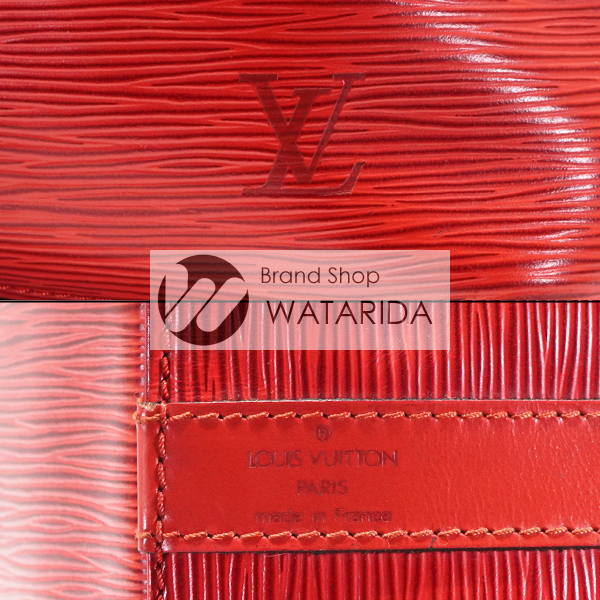 LV
Brand Shop
WATARIDA
®
LOUIS VUITTON
PARIS
made in France